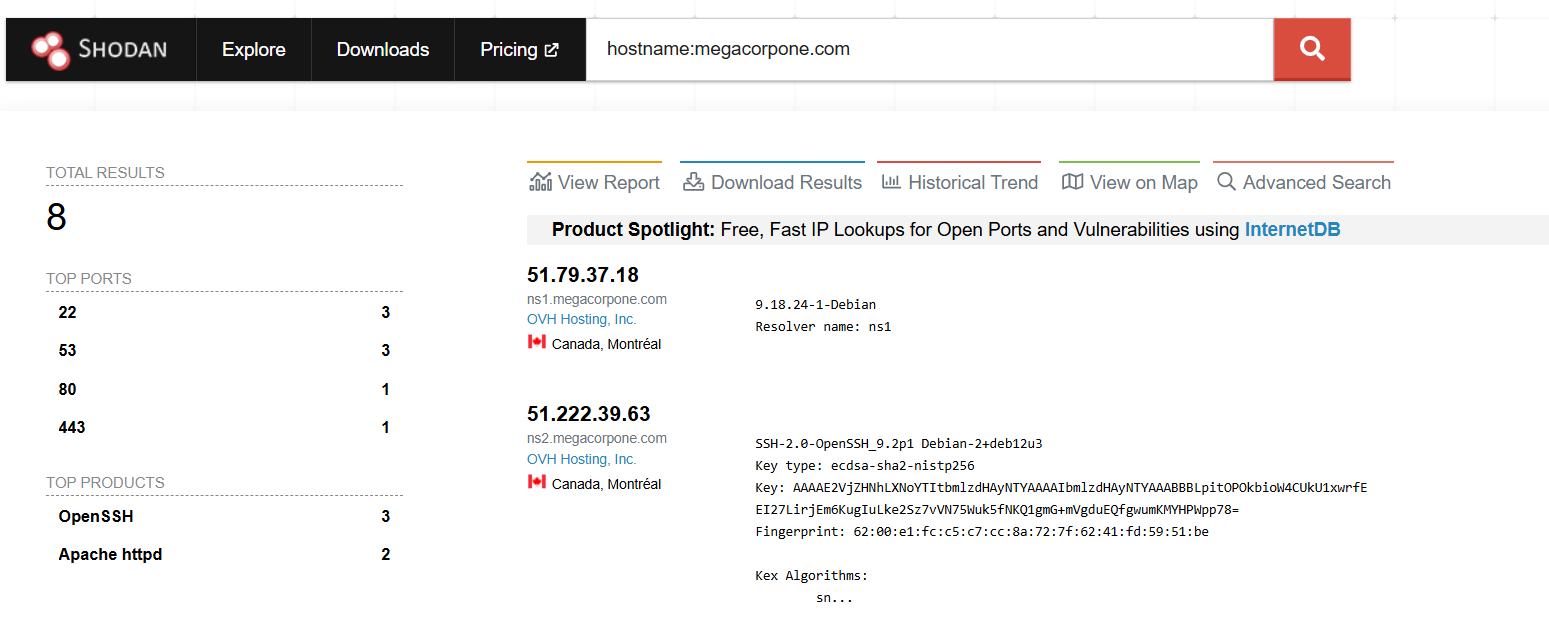 SHODAN Explore Downloads Pricing hostname:megacorpone.com
TOTAL RESULTS
8
TOP PORTS
22 3
53 3
80 1
443 1
TOP PRODUCTS
OpenSSH 3
Apache httpd 2
View Report Download Results Historical Trend View on Map Advanced Search
Product Spotlight: Free, Fast IP Lookups for Open Ports and Vulnerabilities using InternetDB
51.79.37.18
ns1.megacorpone.com
OVH Hosting, Inc.
Canada, Montréal
9.18.24-1-Debian
Resolver name: ns1
51.222.39.63
ns2.megacorpone.com
OVH Hosting, Inc.
Canada, Montréal
SSH-2.0-OpenSSH_9.2p1 Debian-2+deb12u3
Key type: ecdsa-sha2-nistp256
Key: AAAAE2VjZHNhLXNoYTItbmlzdHAyNTYAAAAIbmlzdHAyNTYAAABBBLpitOPOkbioW4CUkU1xwrfE
EI27LirjEm6KugIuLke2Sz7vVN75Wuk5fNKQ1gmG+mVgduEQfgwumKMYHPWpp78=
Fingerprint: 62:00:e1:fc:c5:c7:cc:8a:72:7f:62:41:fd:59:51:be
Kex Algorithms:
sn...